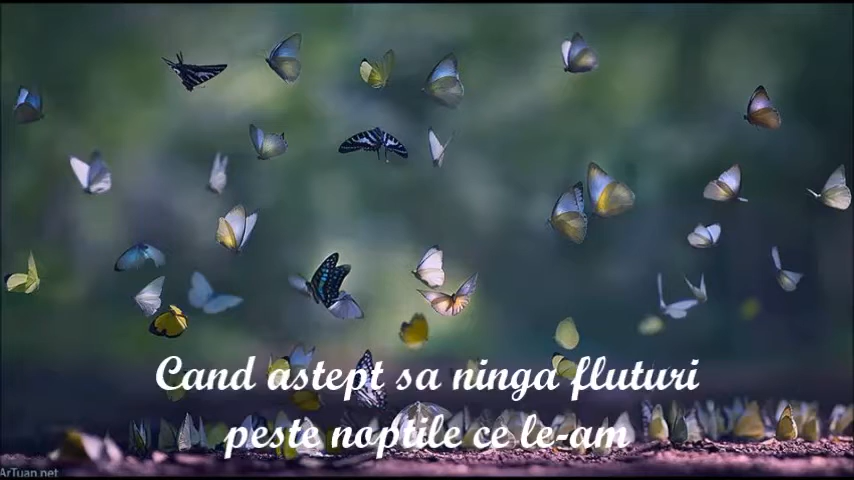 Cand astept sa ninga fluturi
peste noptile ce le-am
ArTuan.net